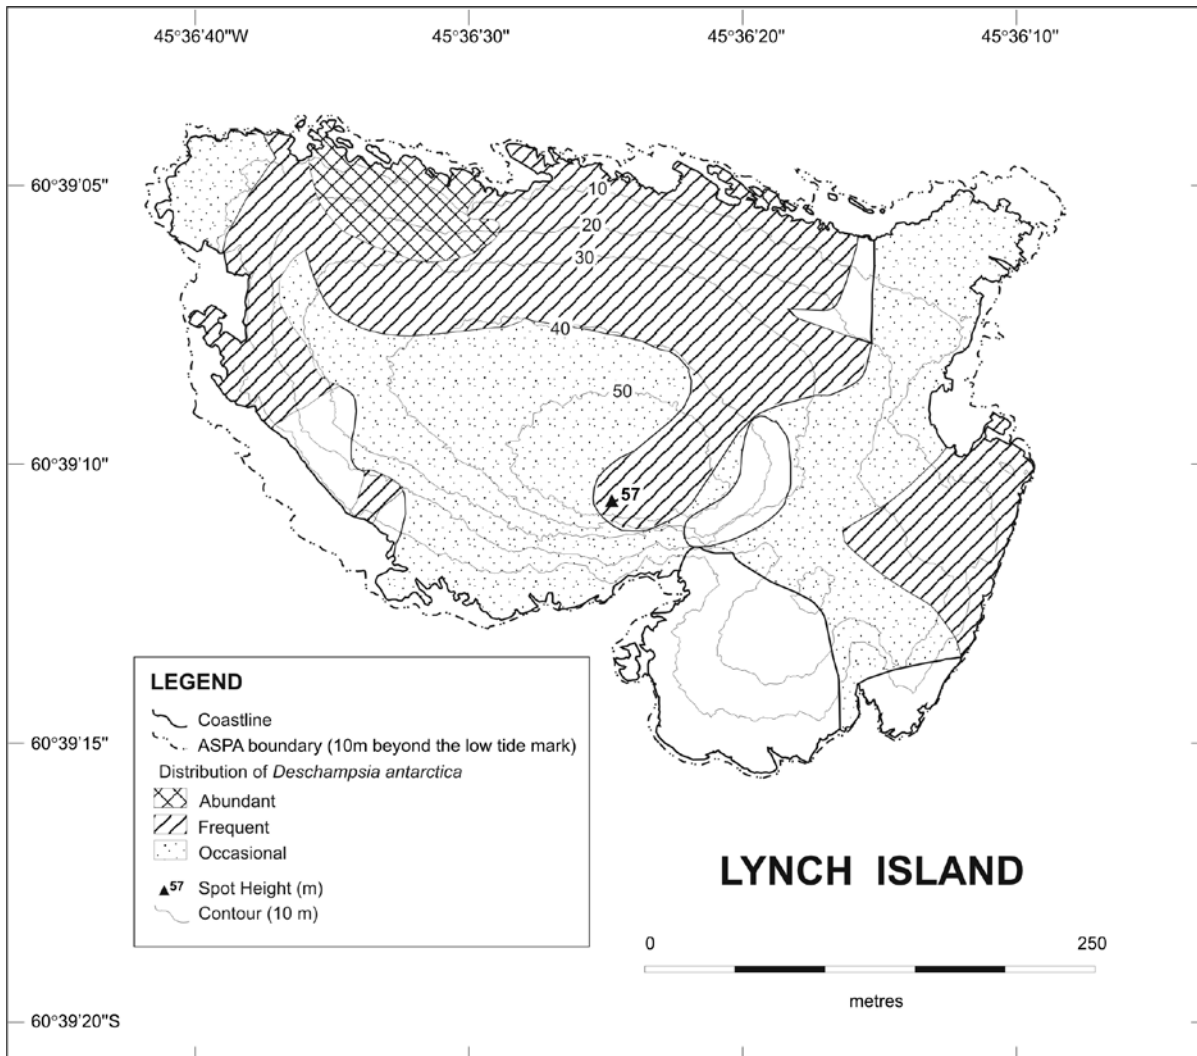 45°36'40"W 45°36'30" 45°36'20" 45°36'10"
60°39'05"
10
20
30
40
50
60°39'10"
57
LEGEND
Coastline
60°39'15"
ASPA boundary (10m beyond the low tide mark)
Distribution of Deschampsia antarctica
Abundant
Frequent
Occasional
57 Spot Height (m)
Contour (10 m)
LYNCH ISLAND
0 250
metres
60°39'20"S